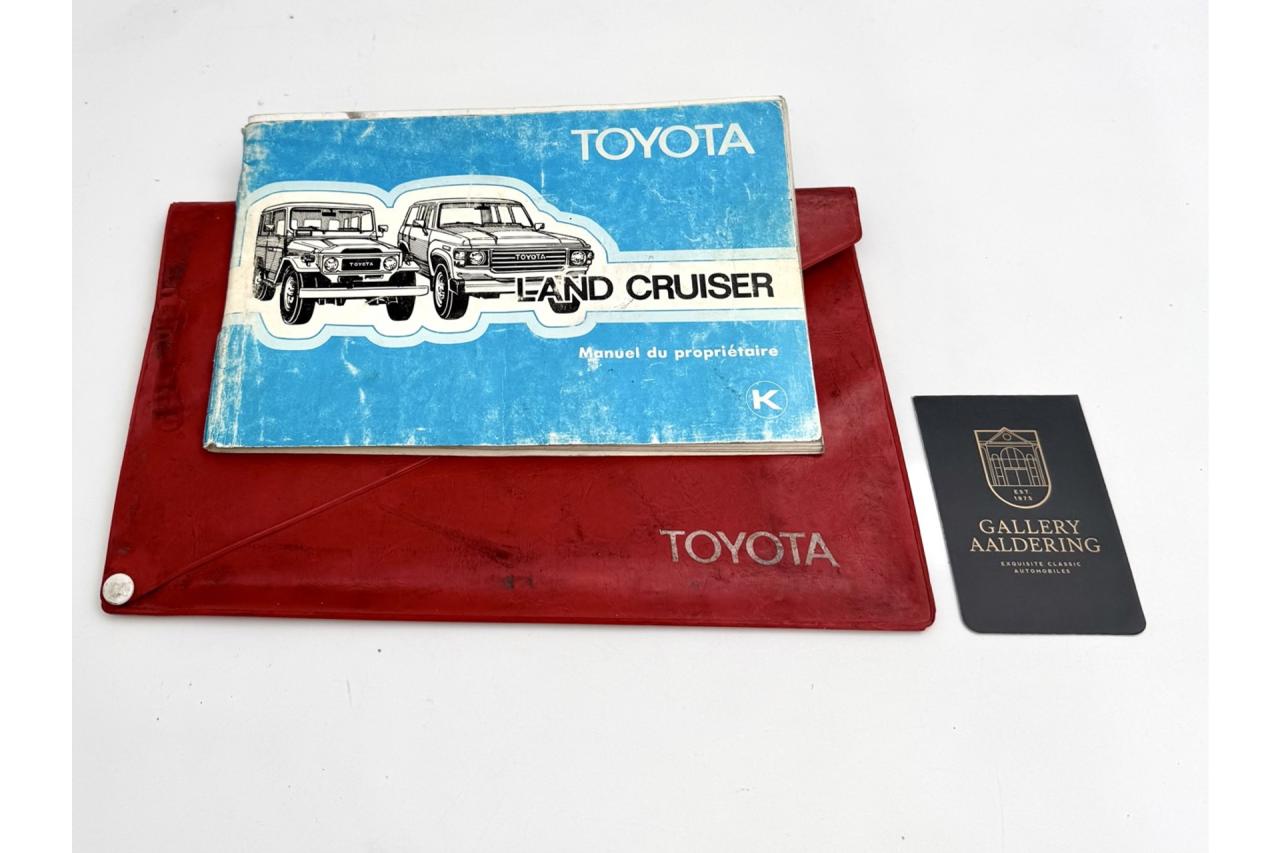 TOYOTA
TOYOTA
TOYOTA
LAND CRUISER
Manuel du propriétaire
K
TOYOTA
EST.
1975
GALLERY
AALDERING
EXQUISITE CLASSIC
AUTOMOBILES